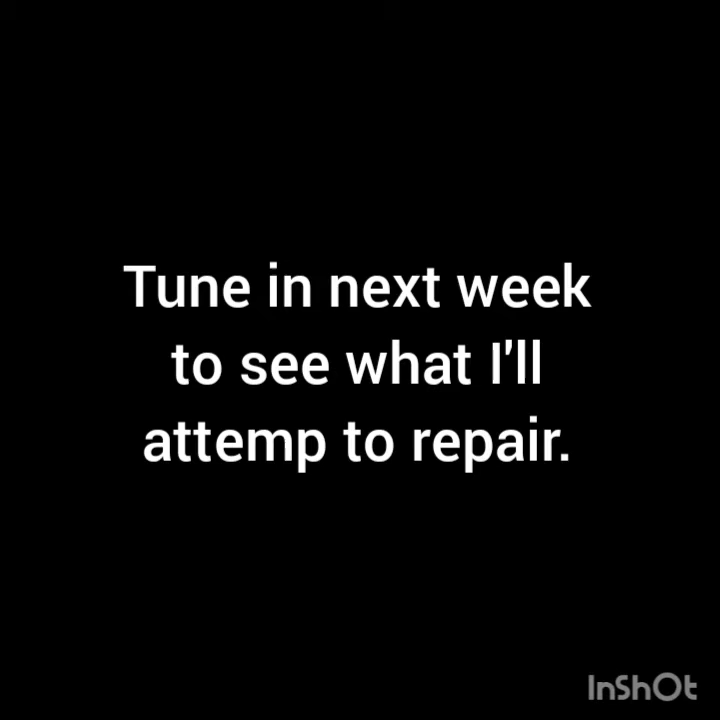 Tune in next week
to see what I'll
attemp to repair.
InShOt